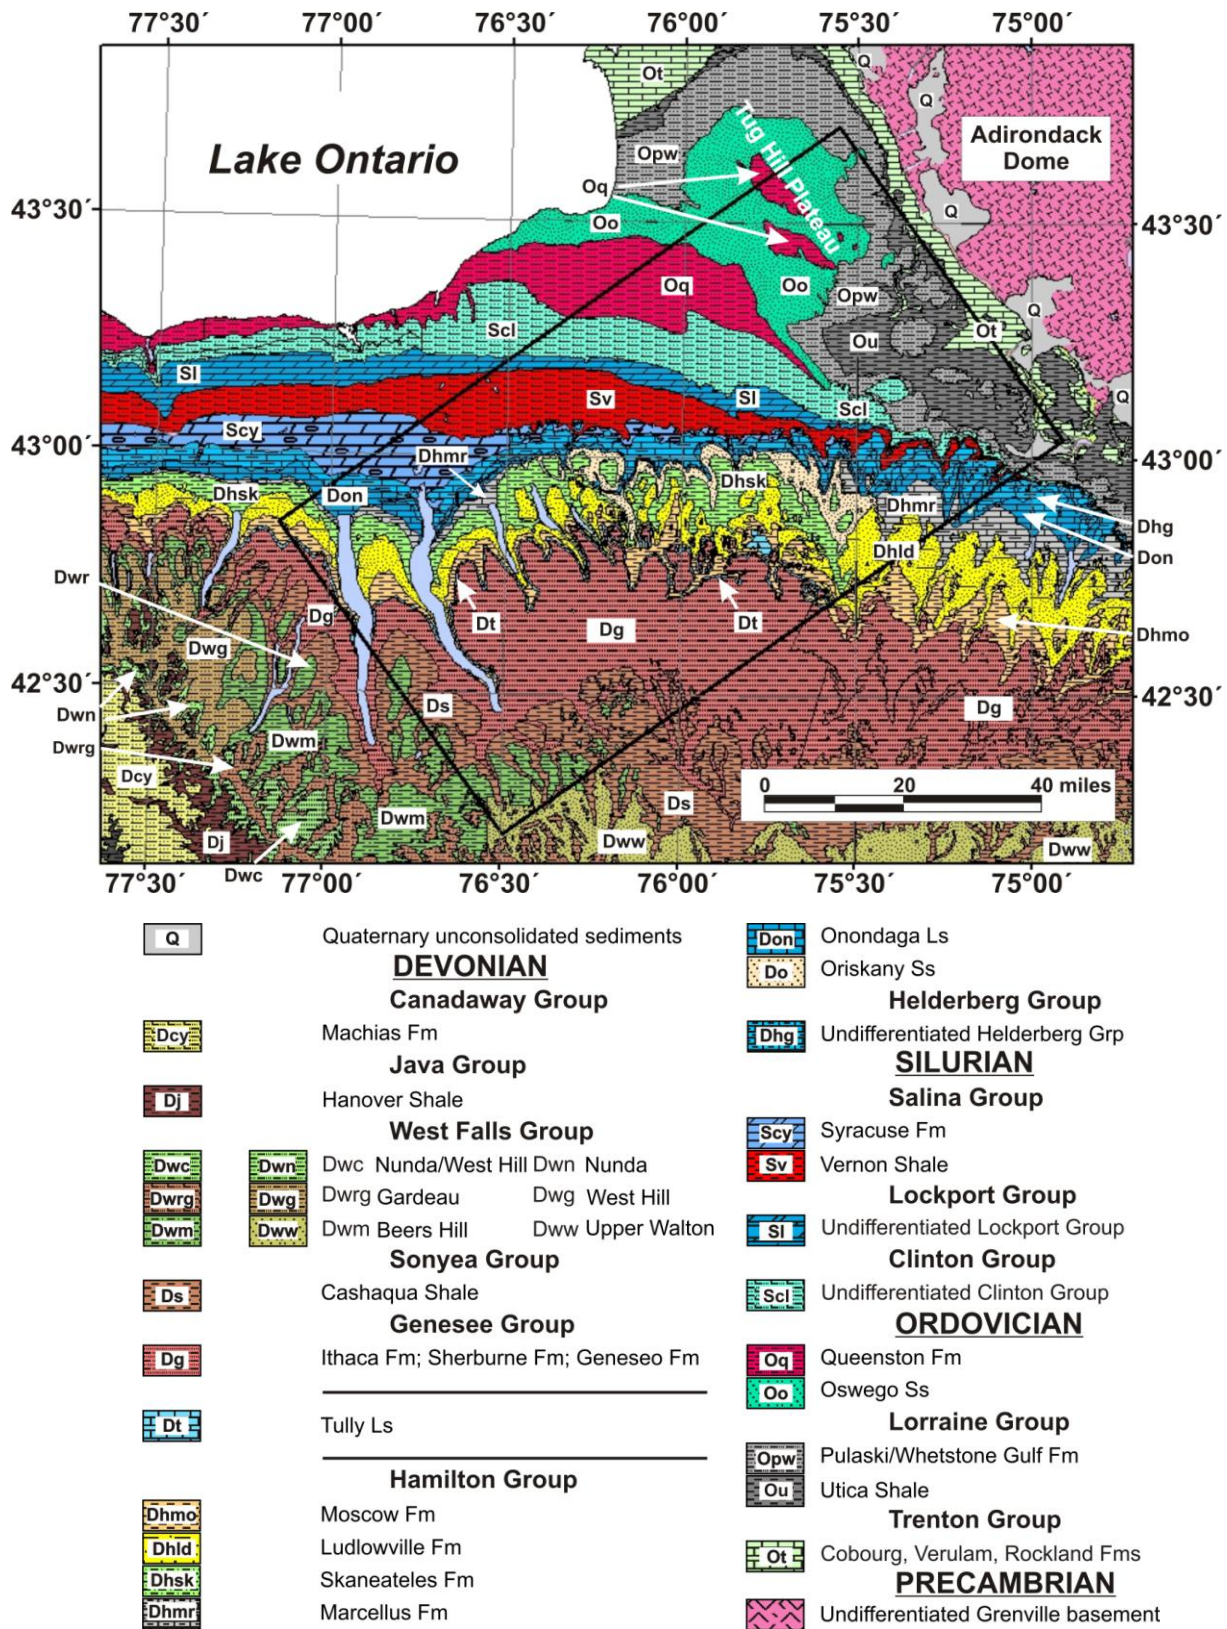 77°30´ 77°00´ 76°30´ 76°00´ 75°30´ 75°00´
Ot
Q
Q
Adirondack
Dome
Lake Ontario
Tug Hill Plateau
Opw
Oq
Q
43°30´
43°30´
Oo
Oq
Oo
Opw
Q
Scl
Ou
Ot
Sl
Sv
Sl
Scl
Q
Scy
43°00´
43°00´
Dhmr
Dhsk
Don
Dhsk
Dhmr
Dhg
Dhld
Don
Dwr
Dg
Dt
Dg
Dt
Dhmo
Dwg
42°30´
42°30´
Dwn
Ds
Dg
Dwm
Dwrg
Dcy
0 20 40 miles
Ds
Dwm
Dj
Dww
Dww
Dwc
77°30´ 77°00´ 76°30´ 76°00´ 75°30´ 75°00´
Q Quaternary unconsolidated sediments
DEVONIAN
Canadaway Group
Dcy Machias Fm
Java Group
Dj Hanover Shale
West Falls Group
Dwc Dwn Dwc Nunda/West Hill Dwn Nunda
Dwrg Dwg Dwrg Gardeau Dwg West Hill
Dwm Dww Dwm Beers Hill Dww Upper Walton
Sonyea Group
Ds Cashaqua Shale
Genesee Group
Dg Ithaca Fm; Sherburne Fm; Geneseo Fm
Dt Tully Ls
Hamilton Group
Dhmo Moscow Fm
Dhld Ludlowville Fm
Dhsk Skaneateles Fm
Dhmr Marcellus Fm
Don Onondaga Ls
Do Oriskany Ss
Helderberg Group
Dhg Undifferentiated Helderberg Grp
SILURIAN
Salina Group
Scy Syracuse Fm
Sv Vernon Shale
Lockport Group
Sl Undifferentiated Lockport Group
Clinton Group
Scl Undifferentiated Clinton Group
ORDOVICIAN
Oq Queenston Fm
Oo Oswego Ss
Lorraine Group
Opw Pulaski/Whetstone Gulf Fm
Ou Utica Shale
Trenton Group
Ot Cobourg, Verulam, Rockland Fms
PRECAMBRIAN
Undifferentiated Grenville basement